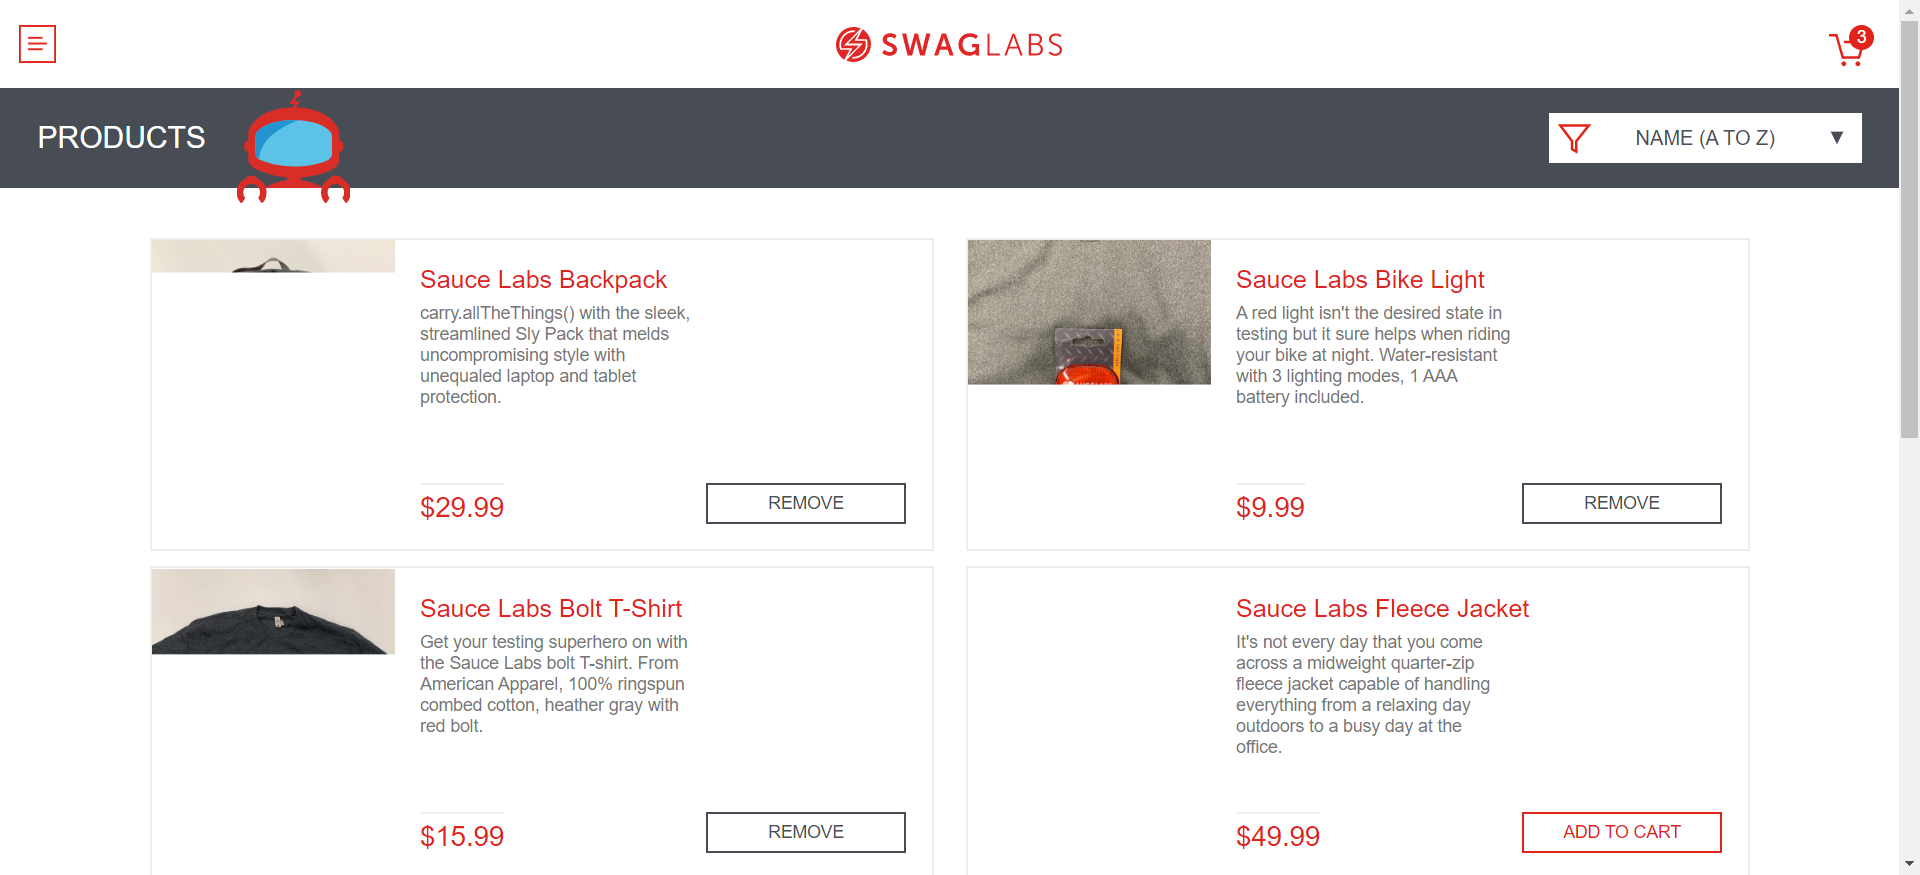 SWAGLABS
3
PRODUCTS
NAME (A TO Z)
Sauce Labs Backpack
carry.allTheThings() with the sleek,
streamlined Sly Pack that melds
uncompromising style with
unequaled laptop and tablet
protection.
$29.99
REMOVE
Sauce Labs Bike Light
A red light isn't the desired state in
testing but it sure helps when riding
your bike at night. Water-resistant
with 3 lighting modes, 1 AAA
battery included.
$9.99
REMOVE
Sauce Labs Bolt T-Shirt
Get your testing superhero on with
the Sauce Labs bolt T-shirt. From
American Apparel, 100% ringspun
combed cotton, heather gray with
red bolt.
$15.99
REMOVE
Sauce Labs Fleece Jacket
It's not every day that you come
across a midweight quarter-zip
fleece jacket capable of handling
everything from a relaxing day
outdoors to a busy day at the
office.
$49.99
ADD TO CART